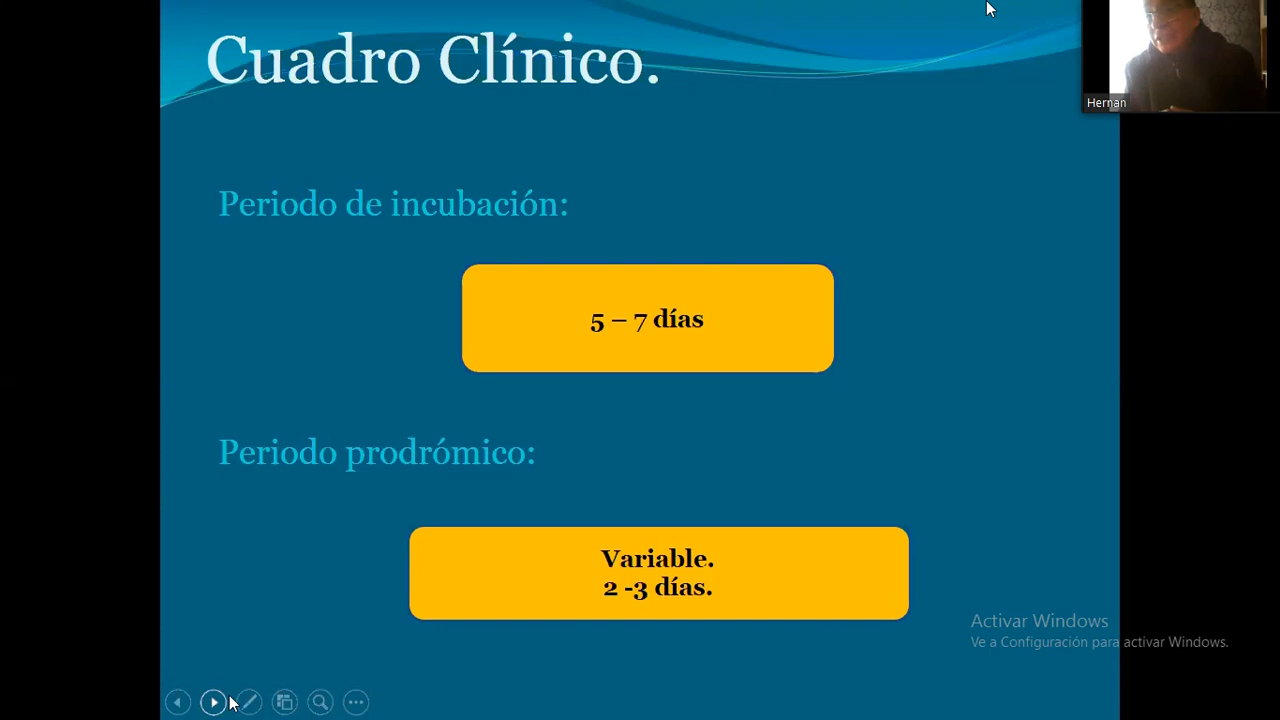 Cuadro Clínico.
Hernán
Periodo de incubación:
5 – 7 días
Periodo prodrómico:
Variable.
2 -3 días.
Activar Windows
Ve a Configuración para activar Windows.